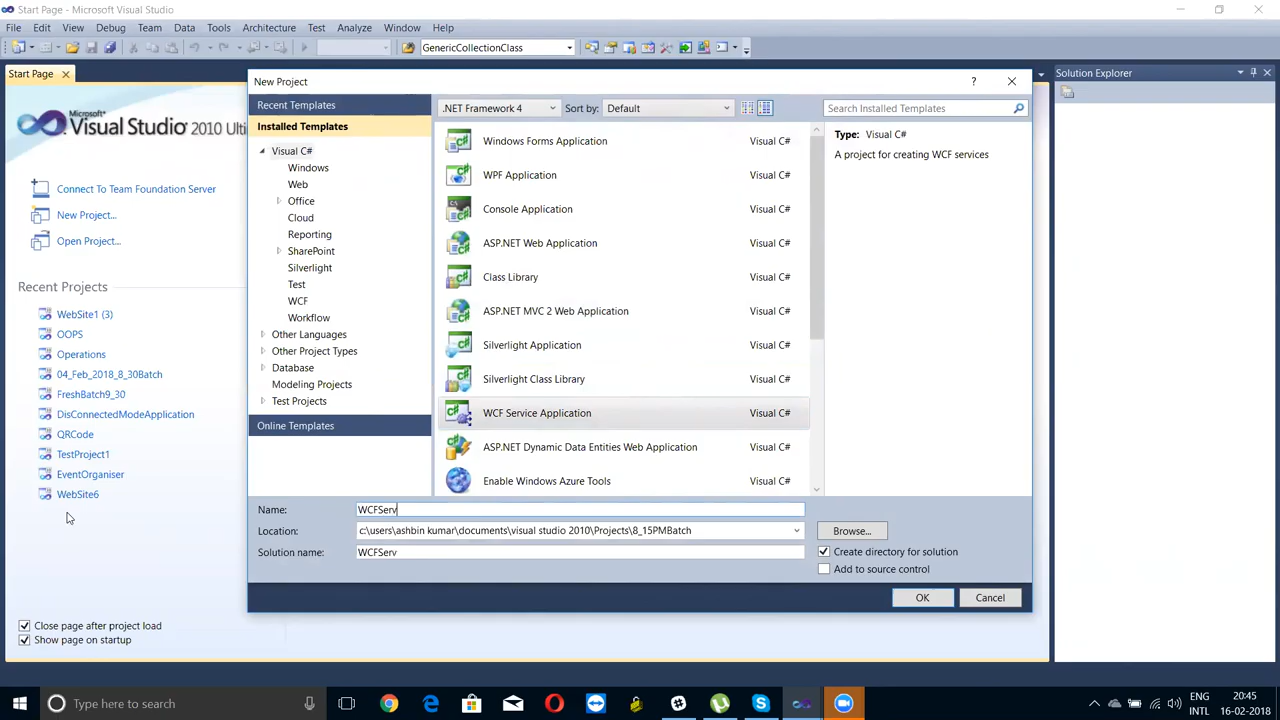 Start Page - Microsoft Visual Studio
File Edit View Debug Team Data Tools Architecture Test Analyze Window Help
GenericCollectionClass
Start Page
Solution Explorer
Microsoft
Visual Studio 2010 Ulti
Connect To Team Foundation Server
New Project...
Open Project...
Recent Projects
WebSite1 (3)
OOPS
Operations
04_Feb_2018_8_30Batch
FreshBatch9_30
DisConnectedModeApplication
QRCode
TestProject1
EventOrganiser
WebSite6
Close page after project load
Show page on startup
New Project
?
Recent Templates
.NET Framework 4
Sort by: Default
Search Installed Templates
Installed Templates
Visual C#
Windows
Web
Office
Cloud
Reporting
SharePoint
Silverlight
Test
WCF
Workflow
Other Languages
Other Project Types
Database
Modeling Projects
Test Projects
Online Templates
Windows Forms Application Visual C#
WPF Application Visual C#
Console Application Visual C#
ASP.NET Web Application Visual C#
Class Library Visual C#
ASP.NET MVC 2 Web Application Visual C#
Silverlight Application Visual C#
Silverlight Class Library Visual C#
WCF Service Application Visual C#
ASP.NET Dynamic Data Entities Web Application Visual C#
Enable Windows Azure Tools Visual C#
Type: Visual C#
A project for creating WCF services
Name: WCFServ
Location: c:\users\ashbin kumar\documents\visual studio 2010\Projects\8_15PMBatch
Browse...
Solution name: WCFServ
Create directory for solution
Add to source control
OK
Cancel
Type here to search
ENG
INTL
20:45
16-02-2018